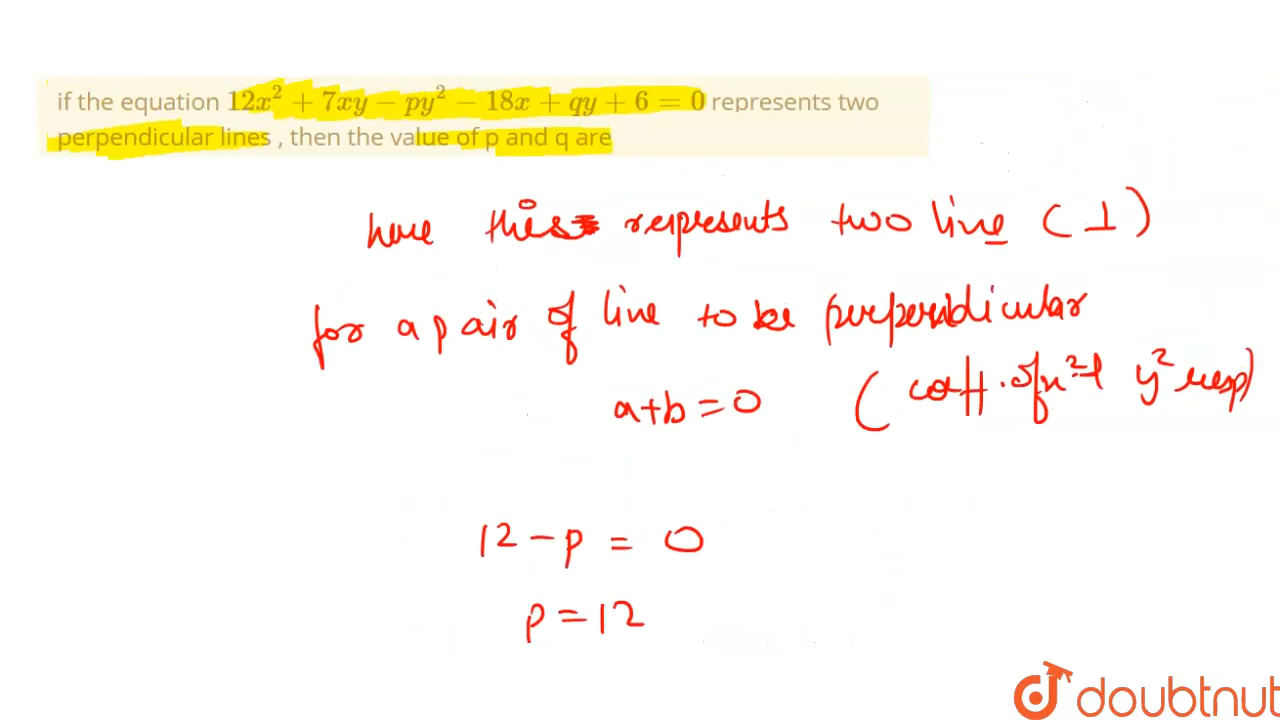 if the equation 12x² + 7xy − py² − 18x + qy + 6 = 0 represents two
perpendicular lines , then the value of p and q are
here this represents two line (⊥)
for a pair of line to be perpendicular
a+b=0 ( coff. of x² & y² resp)
12 − p = 0
p = 12
doubtnut